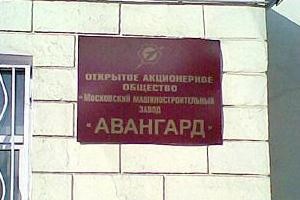 ОТКРЫТОЕ АКЦИОНЕРНОЕ
ОБЩЕСТВО
"МОСКОВСКИЙ МАШИНОСТРОИТЕЛЬНЫЙ
ЗАВОД
"АВАНГАРД"